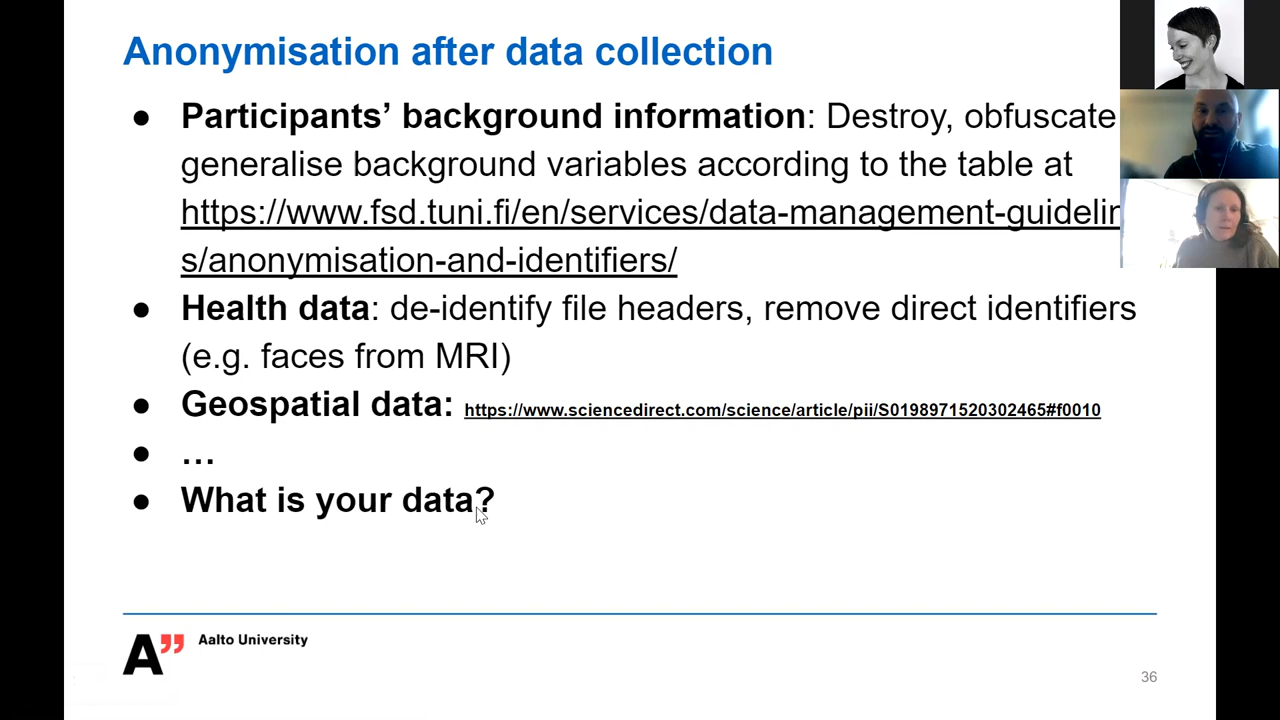 Anonymisation after data collection
● Participants’ background information: Destroy, obfuscate
generalise background variables according to the table at
https://www.fsd.tuni.fi/en/services/data-management-guidelin
s/anonymisation-and-identifiers/
● Health data: de-identify file headers, remove direct identifiers
(e.g. faces from MRI)
● Geospatial data: https://www.sciencedirect.com/science/article/pii/S0198971520302465#f0010
● …
● What is your data?
A”
Aalto University
36